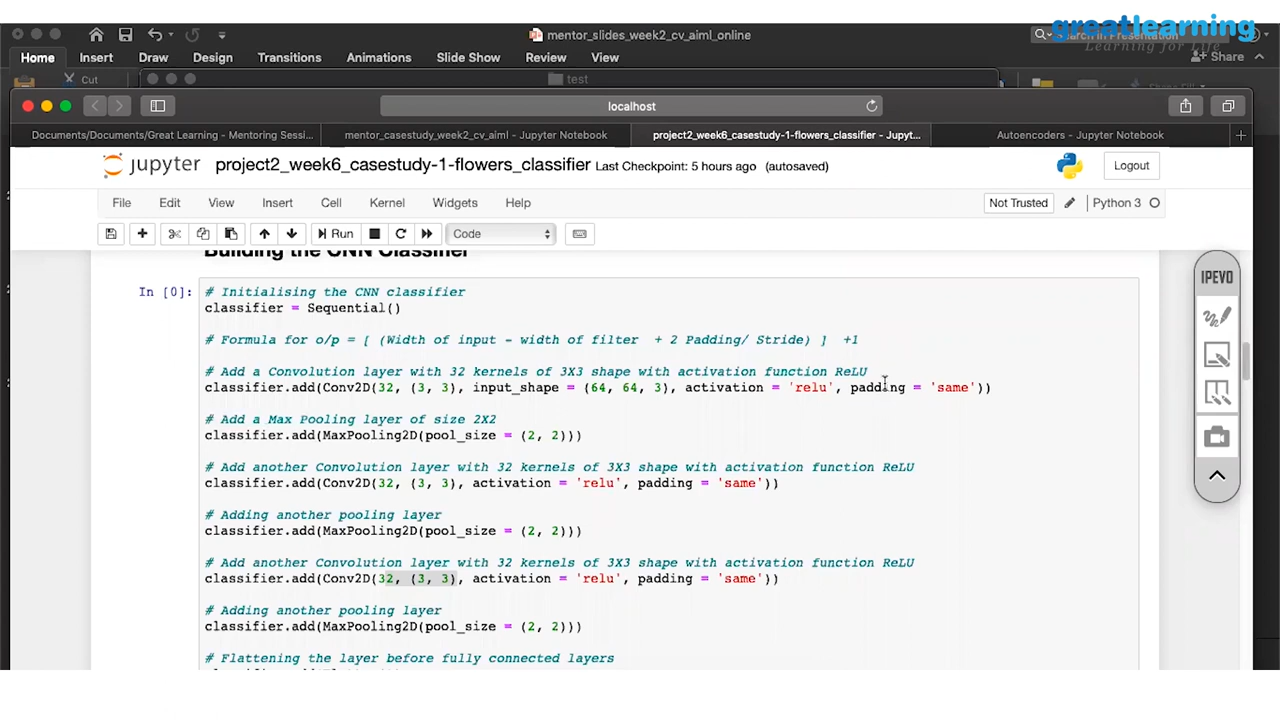 greatlearning
Learning for Life
mentor_slides_week2_cv_aiml_online
Search in Presentation
Home Insert Draw Design Transitions Animations Slide Show Review View
Share
Cut
test
localhost
Documents/Documents/Great Learning - Mentoring Sessi...
mentor_casestudy_week2_cv_aiml - Jupyter Notebook
project2_week6_casestudy-1-flowers_classifier - Jupyt...
Autoencoders - Jupyter Notebook
jupyter project2_week6_casestudy-1-flowers_classifier Last Checkpoint: 5 hours ago (autosaved)
Logout
File Edit View Insert Cell Kernel Widgets Help
Not Trusted
Python 3
Run
Code
IPEVO
Building the CNN Classifier
In [0]:
# Initialising the CNN classifier
classifier = Sequential()
# Formula for o/p = [ (Width of input - width of filter + 2 Padding/ Stride) ] +1
# Add a Convolution layer with 32 kernels of 3X3 shape with activation function ReLU
classifier.add(Conv2D(32, (3, 3), input_shape = (64, 64, 3), activation = 'relu', padding = 'same'))
# Add a Max Pooling layer of size 2X2
classifier.add(MaxPooling2D(pool_size = (2, 2)))
# Add another Convolution layer with 32 kernels of 3X3 shape with activation function ReLU
classifier.add(Conv2D(32, (3, 3), activation = 'relu', padding = 'same'))
# Adding another pooling layer
classifier.add(MaxPooling2D(pool_size = (2, 2)))
# Add another Convolution layer with 32 kernels of 3X3 shape with activation function ReLU
classifier.add(Conv2D(32, (3, 3), activation = 'relu', padding = 'same'))
# Adding another pooling layer
classifier.add(MaxPooling2D(pool_size = (2, 2)))
# Flattening the layer before fully connected layers